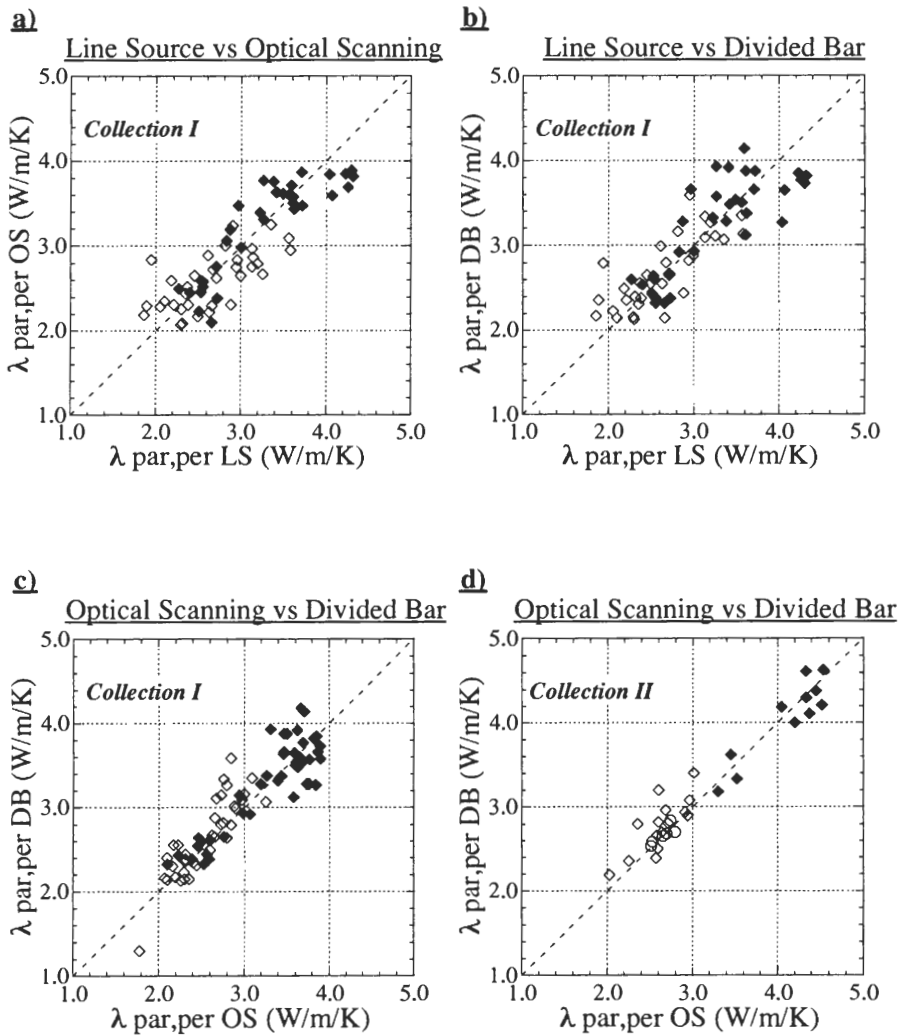 a)
Line Source vs Optical Scanning
5.0
4.0
3.0
2.0
1.0
λ par,per OS (W/m/K)
Collection I
1.0 2.0 3.0 4.0 5.0
λ par,per LS (W/m/K)
b)
Line Source vs Divided Bar
5.0
4.0
3.0
2.0
1.0
λ par,per DB (W/m/K)
Collection I
1.0 2.0 3.0 4.0 5.0
λ par,per LS (W/m/K)
c)
Optical Scanning vs Divided Bar
5.0
4.0
3.0
2.0
1.0
λ par,per DB (W/m/K)
Collection I
1.0 2.0 3.0 4.0 5.0
λ par,per OS (W/m/K)
d)
Optical Scanning vs Divided Bar
5.0
4.0
3.0
2.0
1.0
λ par,per DB (W/m/K)
Collection II
1.0 2.0 3.0 4.0 5.0
λ par,per OS (W/m/K)